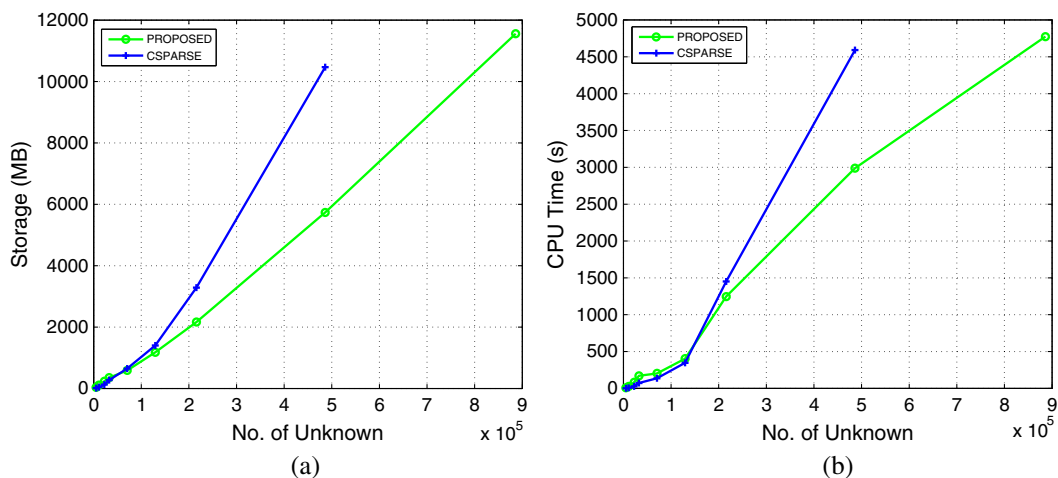 12000
10000
8000
6000
4000
2000
0
Storage (MB)
PROPOSED
CSPARSE
0 1 2 3 4 5 6 7 8 9
No. of Unknown
x 10^5
(a)
5000
4500
4000
3500
3000
2500
2000
1500
1000
500
0
CPU Time (s)
PROPOSED
CSPARSE
0 1 2 3 4 5 6 7 8 9
No. of Unknown
x 10^5
(b)